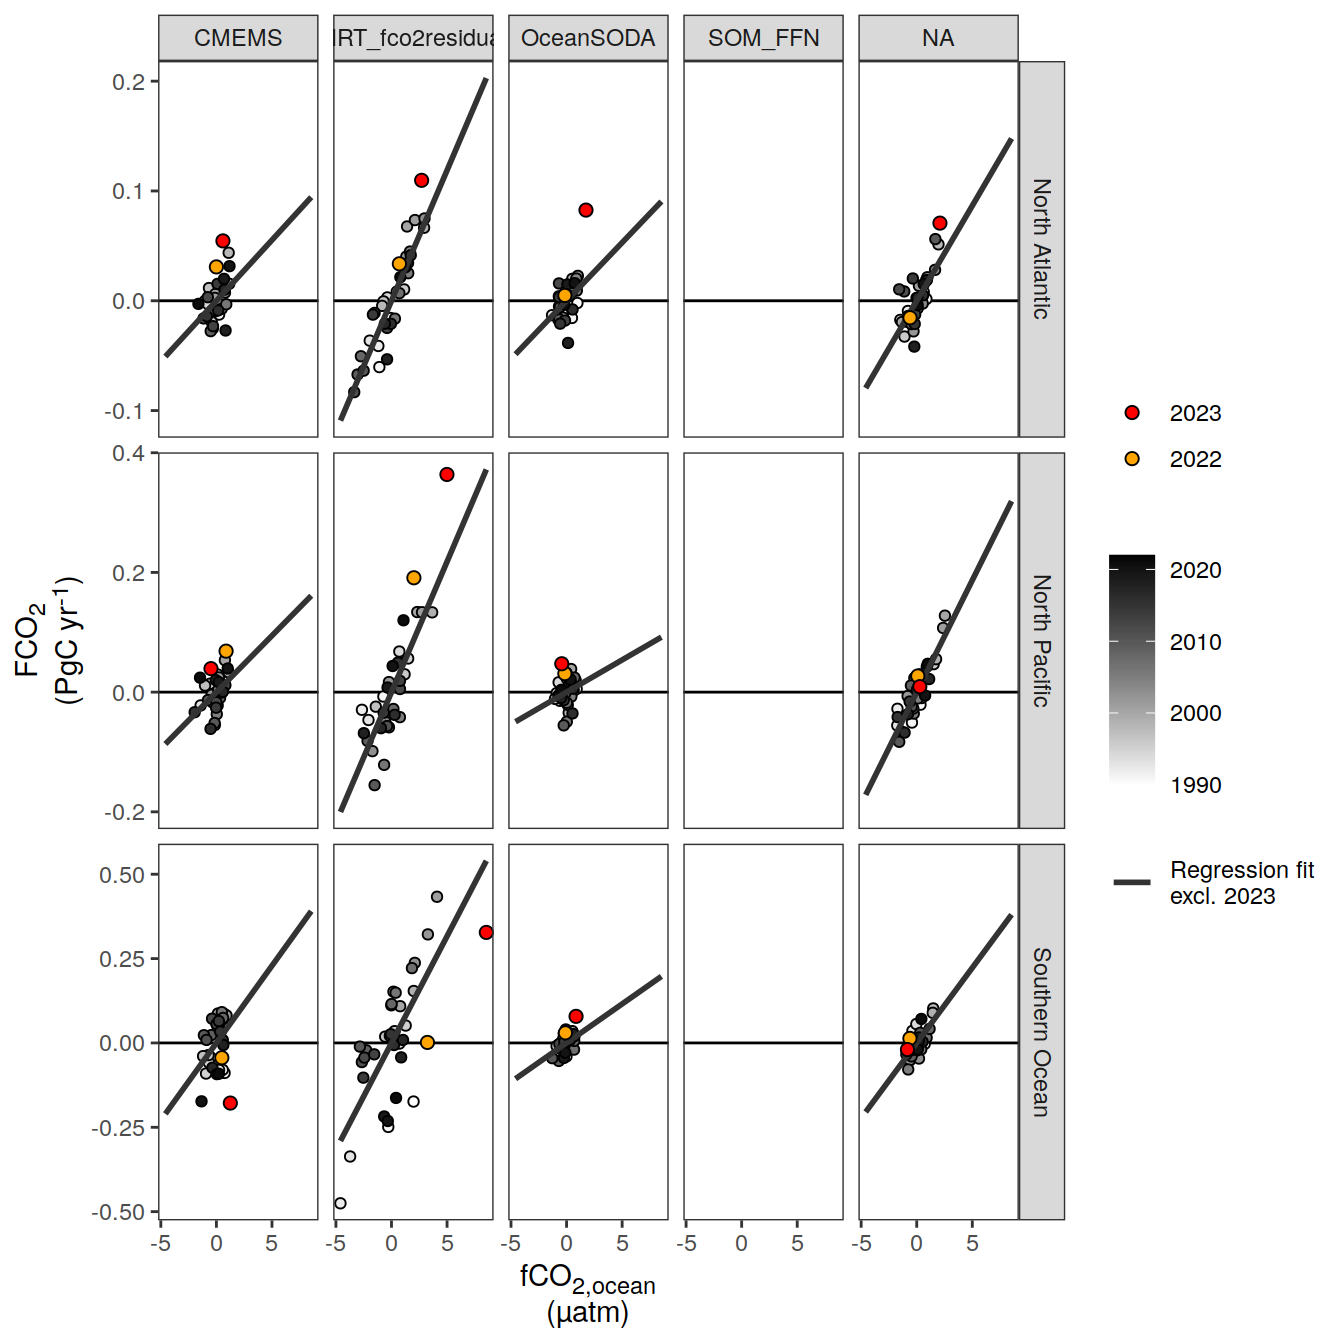 CMEMS
OceanSODA
SOM_FFN
NA
0.2
0.1
0.0
-0.1
North Atlantic
0.4
0.2
0.0
-0.2
North Pacific
0.50
0.25
0.00
-0.25
-0.50
Southern Ocean
-5 0 5
-5 0 5
-5 0 5
-5 0 5
-5 0 5
FCO2
(PgC yr-1)
fCO2,ocean
(µatm)
2023
2022
2020
2010
2000
1990
Regression fit
excl. 2023